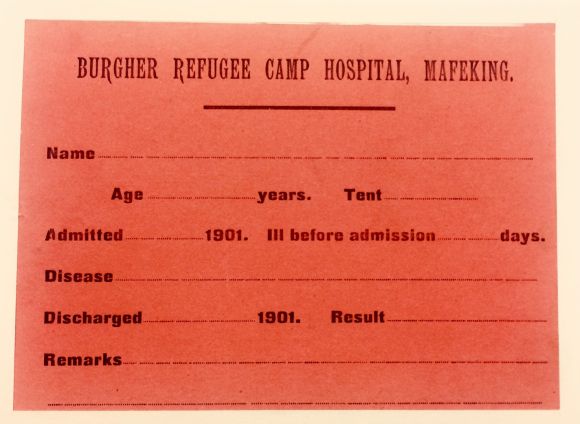 BURGHER REFUGEE CAMP HOSPITAL, MAFEKING.
Name
Age years. Tent
Admitted 1901. Ill before admission days.
Disease
Discharged 1901. Result
Remarks